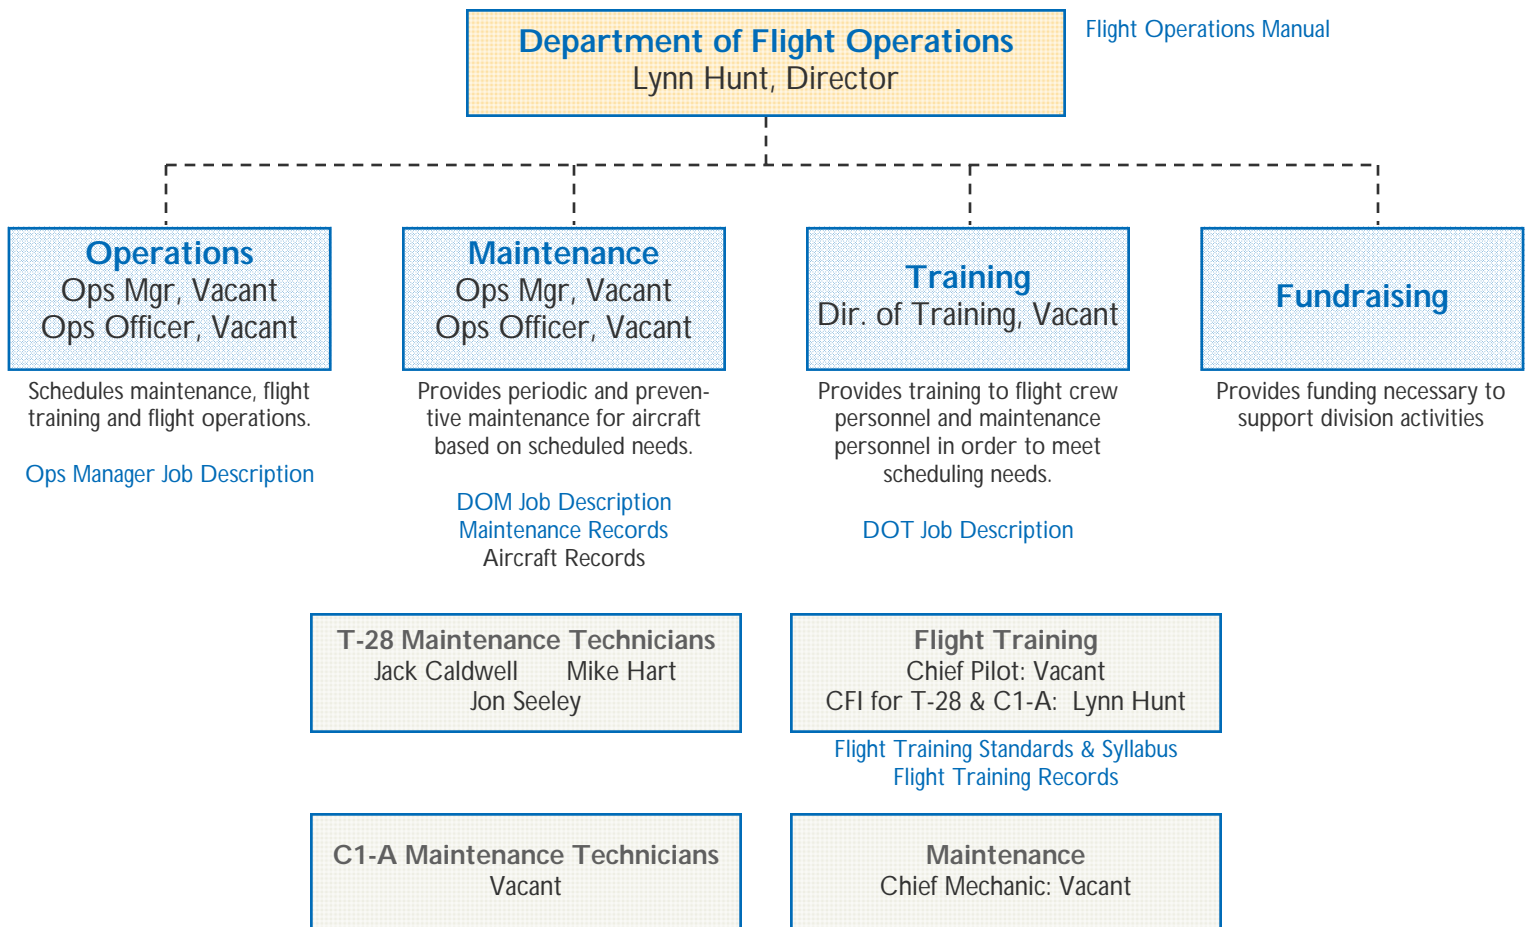 Department of Flight Operations
Lynn Hunt, Director
Flight Operations Manual
Operations
Ops Mgr, Vacant
Ops Officer, Vacant
Schedules maintenance, flight
training and flight operations.
Ops Manager Job Description
Maintenance
Ops Mgr, Vacant
Ops Officer, Vacant
Provides periodic and preven-
tive maintenance for aircraft
based on scheduled needs.
DOM Job Description
Maintenance Records
Aircraft Records
Training
Dir. of Training, Vacant
Provides training to flight crew
personnel and maintenance
personnel in order to meet
scheduling needs.
DOT Job Description
Fundraising
Provides funding necessary to
support division activities
T-28 Maintenance Technicians
Jack Caldwell Mike Hart
Jon Seeley
Flight Training
Chief Pilot: Vacant
CFI for T-28 & C1-A: Lynn Hunt
Flight Training Standards & Syllabus
Flight Training Records
C1-A Maintenance Technicians
Vacant
Maintenance
Chief Mechanic: Vacant